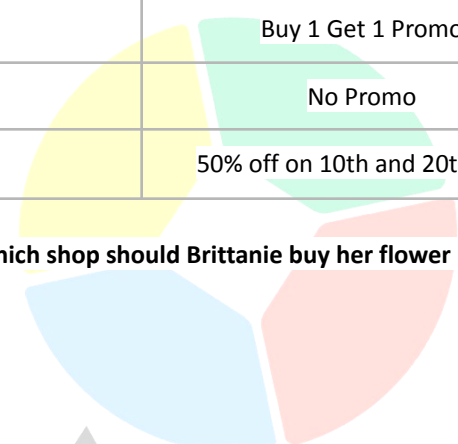 Buy 1 Get 1 Promo
No Promo
50% off on 10th and 20t
hich shop should Brittanie buy her flower